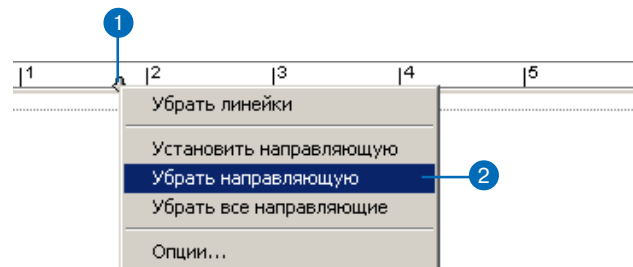 1
1 2 3 4 5
Убрать линейки
Установить направляющую
Убрать направляющую 2
Убрать все направляющие
Опции...